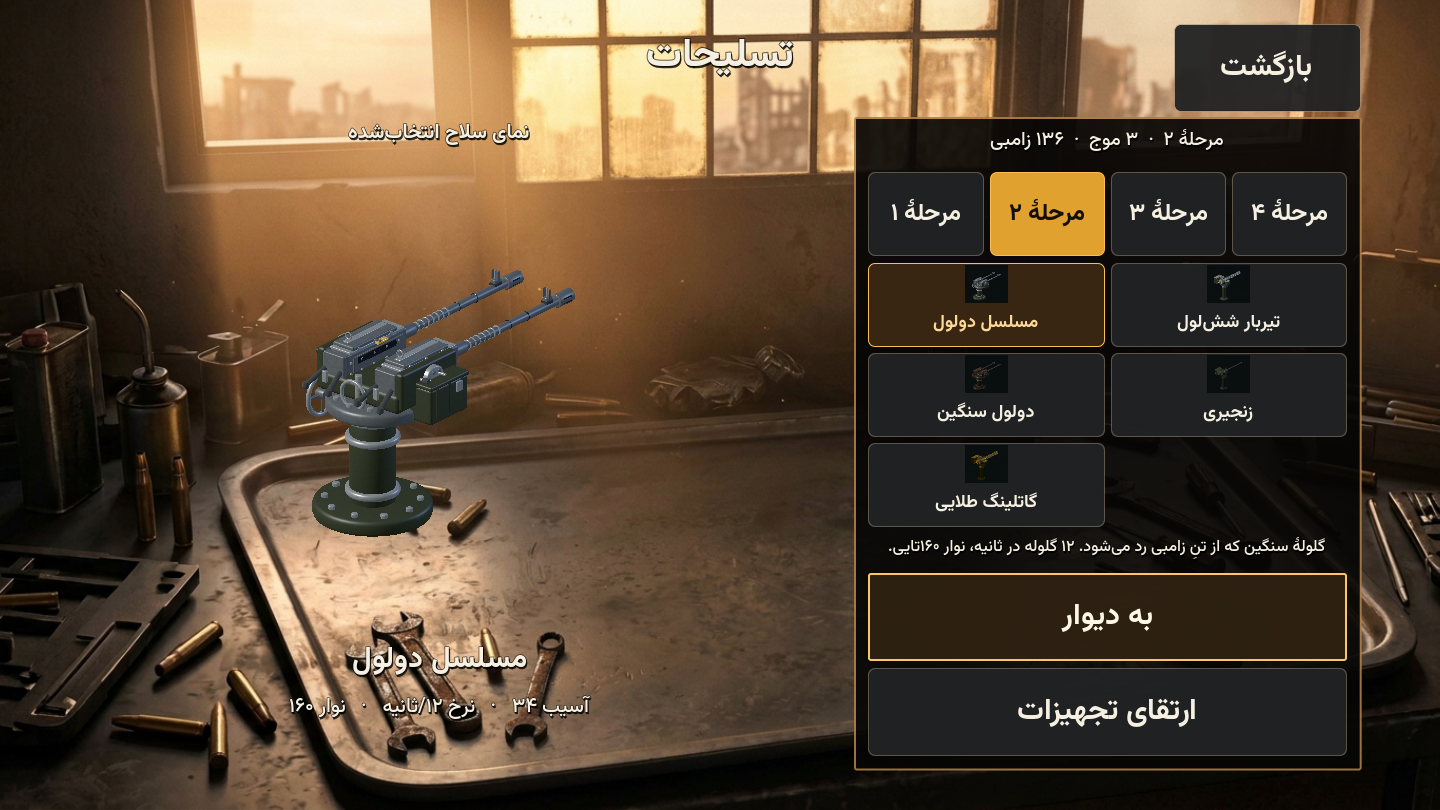 بازگشت
تسلیحات
نمای سلاح انتخاب‌شده
مرحلهٔ ۲ · ۳ موج · ۱۳۶ زامبی
مرحلهٔ ۱
مرحلهٔ ۲
مرحلهٔ ۳
مرحلهٔ ۴
تیربار شش‌لول
مسلسل دولول
زنجیری
دولول سنگین
گاتلینگ طلایی
گلولهٔ سنگین که از تنِ زامبی رد می‌شود. ۱۲ گلوله در ثانیه، نوار ۱۶۰تایی.
به دیوار
ارتقای تجهیزات
مسلسل دولول
آسیب ۳۴ · نرخ ۱۲/ثانیه · نوار ۱۶۰